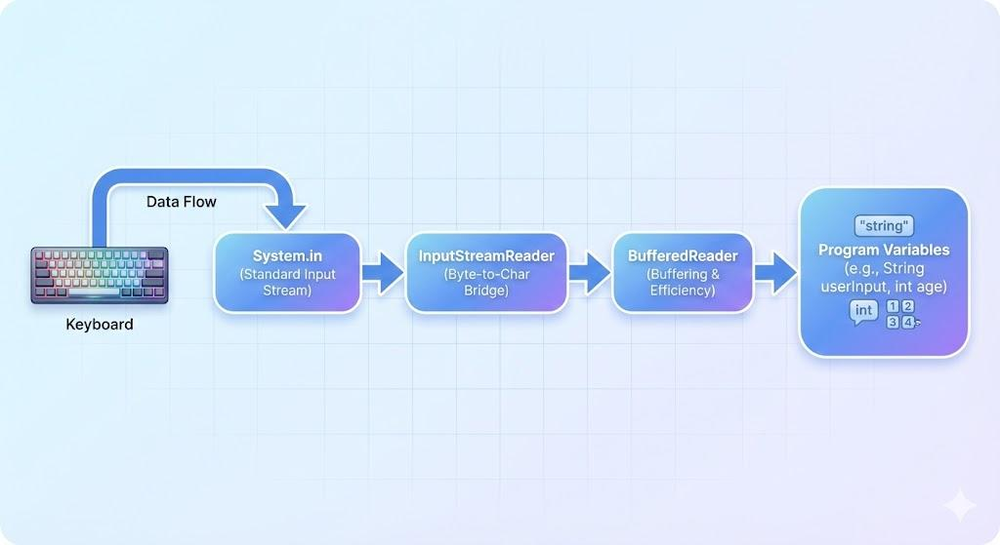 Data Flow
Keyboard
System.in
(Standard Input
Stream)
InputStreamReader
(Byte-to-Char
Bridge)
BufferedReader
(Buffering &
Efficiency)
"string"
Program Variables
(e.g., String
userInput, int age)
int
1 2
3 4